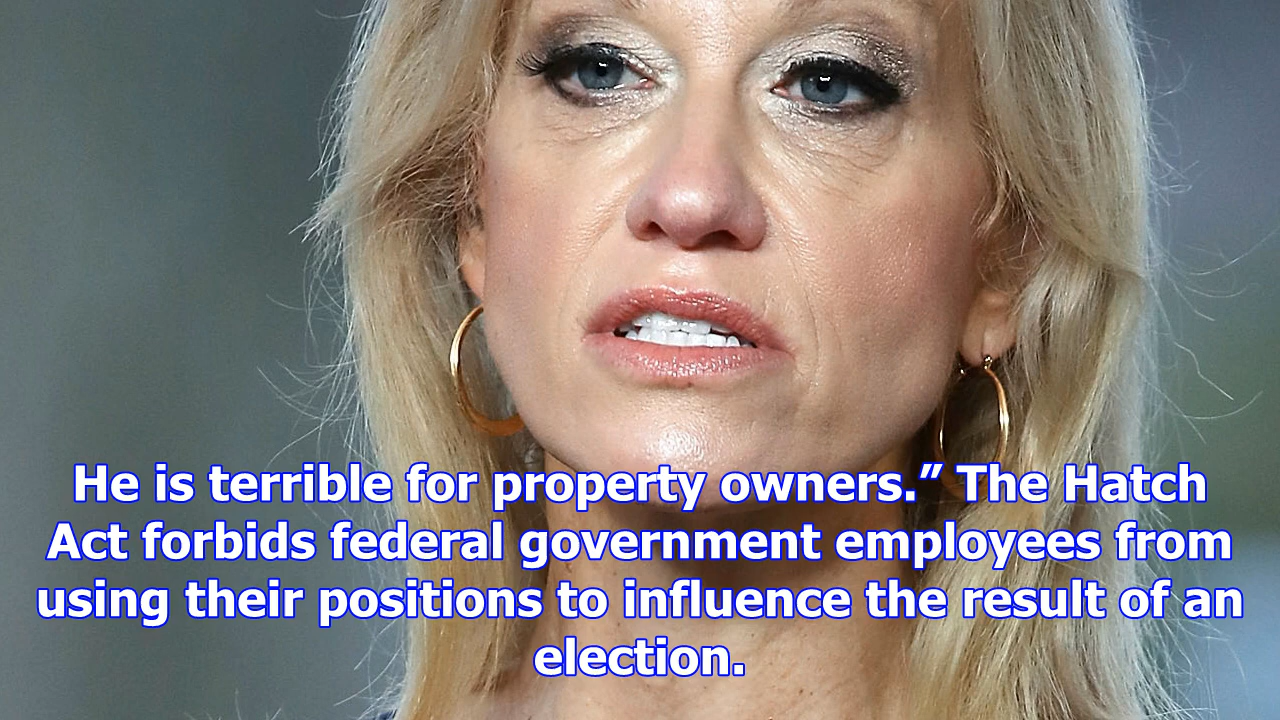 He is terrible for property owners.” The Hatch
Act forbids federal government employees from
using their positions to influence the result of an
election.